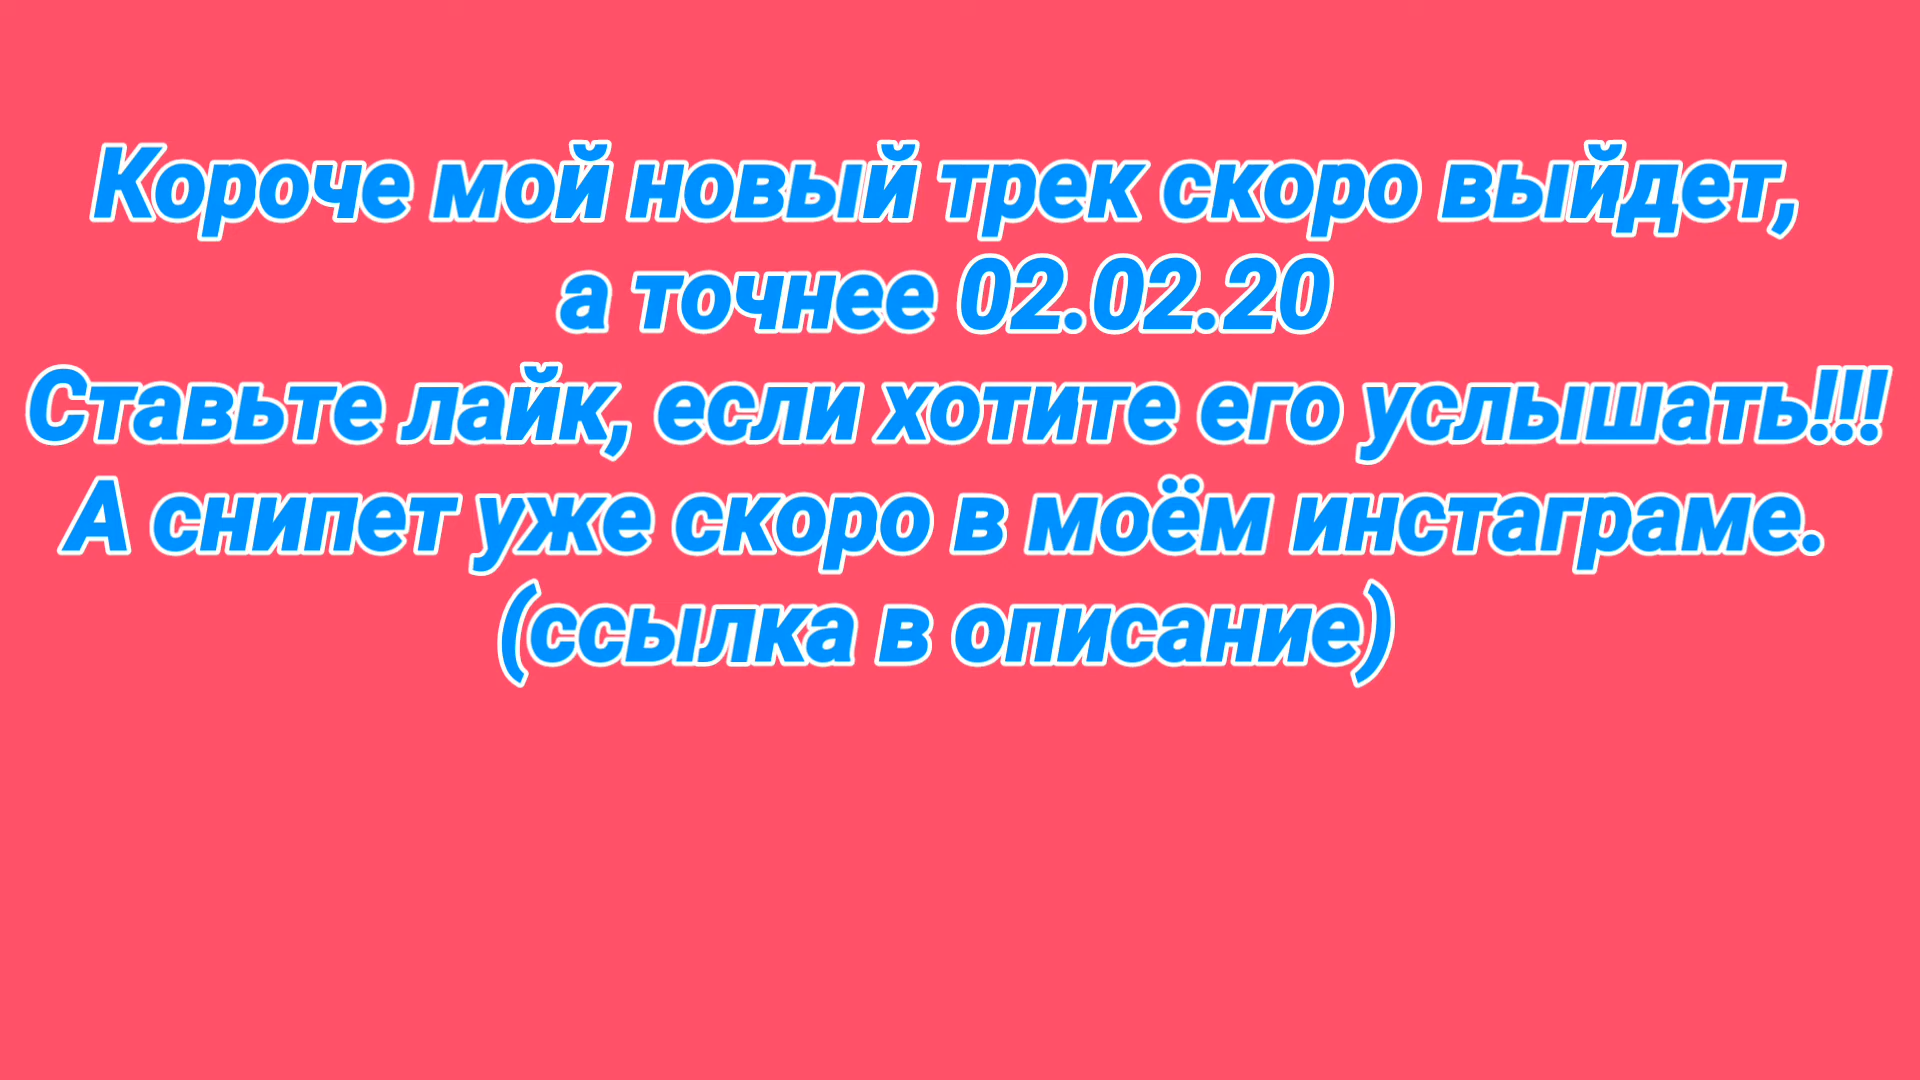 Короче мой новый трек скоро выйдет,
а точнее 02.02.20
Ставьте лайк, если хотите его услышать!!!
А снипет уже скоро в моём инстаграме.
(ссылка в описание)